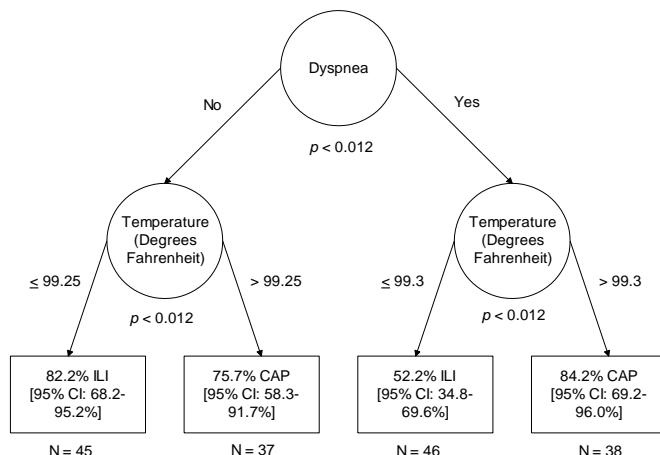 Dyspnea
No
Yes
p < 0.012
Temperature
(Degrees
Fahrenheit)
Temperature
(Degrees
Fahrenheit)
≤ 99.25
> 99.25
≤ 99.3
> 99.3
p < 0.012
p < 0.012
82.2% ILI
[95% CI: 68.2-
95.2%]
75.7% CAP
[95% CI: 58.3-
91.7%]
52.2% ILI
[95% CI: 34.8-
69.6%]
84.2% CAP
[95% CI: 69.2-
96.0%]
N = 45
N = 37
N = 46
N = 38